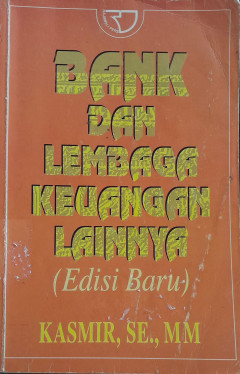 BANK
DAN
LEMBAGA
KEUANGAN
LAINNYA
(Edisi Baru)
KASMIR, SE., MM